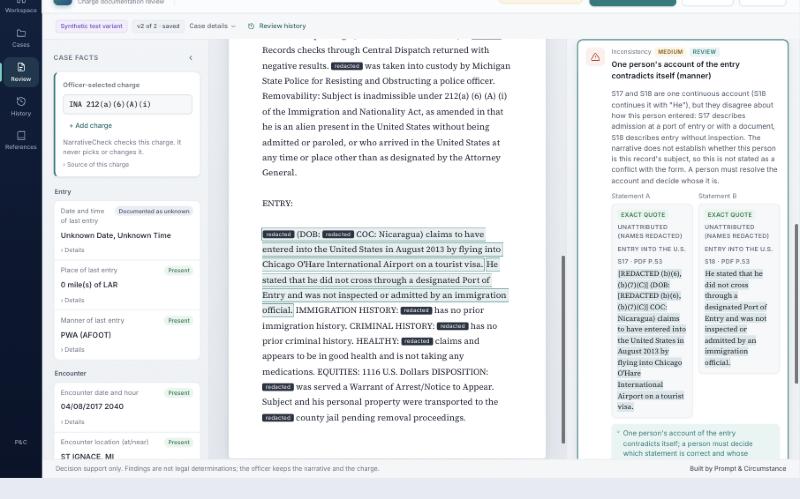 Workspace
Cases
Review
History
References
P&C
Charge documentation review
Synthetic test variant
v2 of 2 · saved
Case details
Review history
CASE FACTS
Officer-selected charge
INA 212(a)(6)(A)(i)
+ Add charge
NarrativeCheck checks this charge. It never picks or changes it.
› Source of this charge
Entry
Date and time of last entry
Documented as unknown
Unknown Date, Unknown Time
› Details
Place of last entry
Present
0 mile(s) of LAR
› Details
Manner of last entry
Present
PWA (AFOOT)
› Details
Encounter
Encounter date and hour
Present
04/08/2017 2040
› Details
Encounter location (at/near)
Present
ST IGNACE, MI
Records checks through Central Dispatch returned with
negative results. redacted was taken into custody by Michigan
State Police for Resisting and Obstructing a police officer.
Removability: Subject is inadmissible under 212(a) (6) (A) (i)
of the Immigration and Nationality Act, as amended in that
he is an alien present in the United States without being
admitted or paroled, or who arrived in the United States at
any time or place other than as designated by the Attorney
General.
ENTRY:
redacted (DOB: redacted COC: Nicaragua) claims to have
entered into the United States in August 2013 by flying into
Chicago O'Hare International Airport on a tourist visa. He
stated that he did not cross through a designated Port of
Entry and was not inspected or admitted by an immigration
official. IMMIGRATION HISTORY: redacted has no prior
immigration history. CRIMINAL HISTORY: redacted has no
prior criminal history. HEALTHY: redacted claims and
appears to be in good health and is not taking any
medications. EQUITIES: 1116 U.S. Dollars DISPOSITION:
redacted was served a Warrant of Arrest/Notice to Appear.
Subject and his personal property were transported to the
redacted county jail pending removal proceedings.
Inconsistency MEDIUM REVIEW
One person's account of the entry
contradicts itself (manner)
S17 and S18 are one continuous account (S18
continues it with "He"), but they disagree about
how this person entered: S17 describes
admission at a port of entry or with a document,
S18 describes entry without inspection. The
narrative does not establish whether this person
is this record's subject, so this is not stated as a
conflict with the form. A person must resolve the
account and decide whose it is.
Statement A
EXACT QUOTE
UNATTRIBUTED
(NAMES REDACTED)
ENTRY INTO THE U.S.
S17 · PDF P.53
[REDACTED (b)(6),
(b)(7)(C)] (DOB:
[REDACTED (b)(6),
(b)(7)(C)] COC:
Nicaragua) claims
to have entered into
the United States in
August 2013 by
flying into Chicago
O'Hare
International
Airport on a tourist
visa.
Statement B
EXACT QUOTE
UNATTRIBUTED
(NAMES REDACTED)
ENTRY INTO THE U.S.
S18 · PDF P.53
He stated that he
did not cross
through a
designated Port of
Entry and was not
inspected or
admitted by an
immigration
official.
One person's account of the entry
contradicts itself; a person must decide
which statement is correct and whose
Decision support only. Findings are not legal determinations; the officer keeps the narrative and the charge.
Built by Prompt & Circumstance